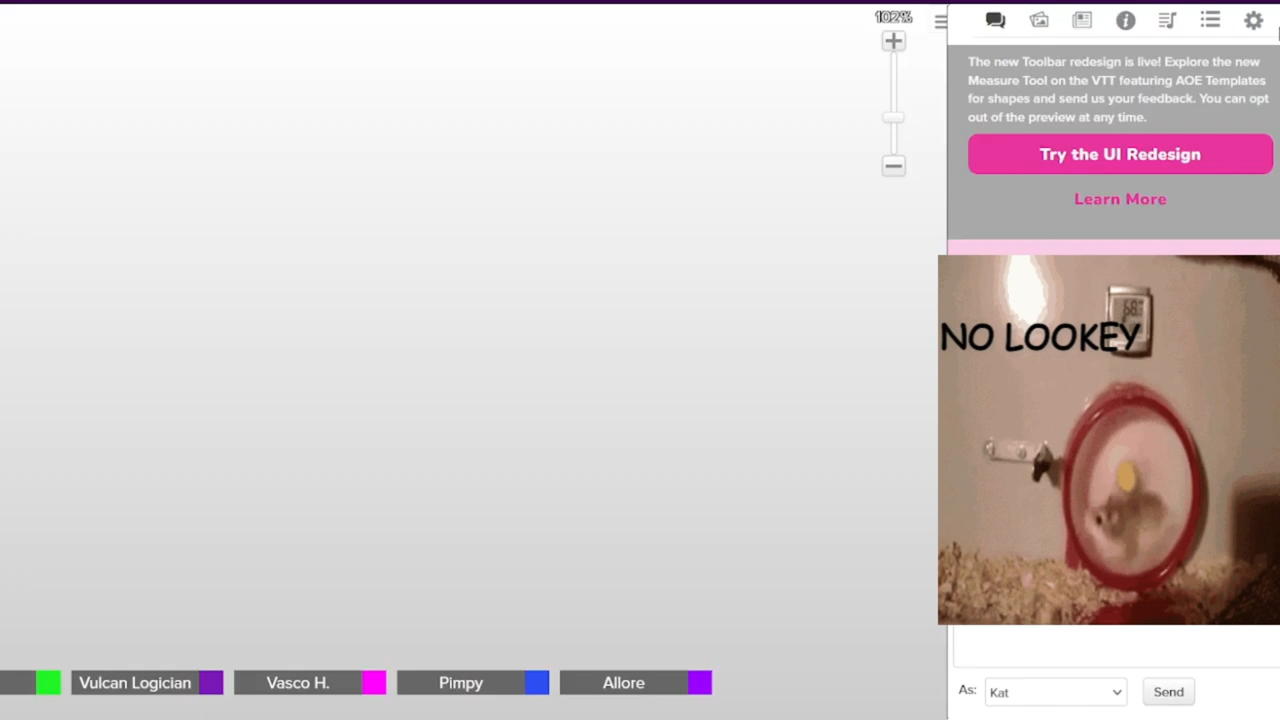 102%
The new Toolbar redesign is live! Explore the new
Measure Tool on the VTT featuring AOE Templates
for shapes and send us your feedback. You can opt
out of the preview at any time.
Try the UI Redesign
Learn More
NO LOOKEY
Vulcan Logician
Vasco H.
Pimpy
Allore
As:
Kat
Send